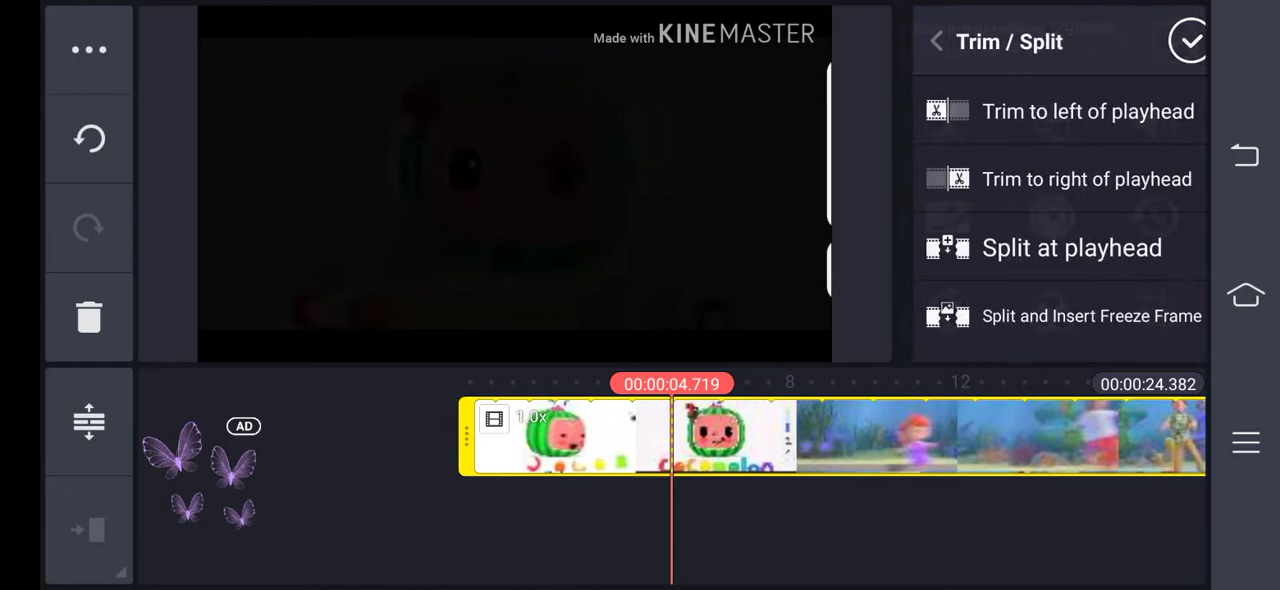 Made with KINEMASTER
Trim / Split
Trim to left of playhead
Trim to right of playhead
Split at playhead
Split and Insert Freeze Frame
00:00:04.719
8
12
00:00:24.382
1.0x
AD